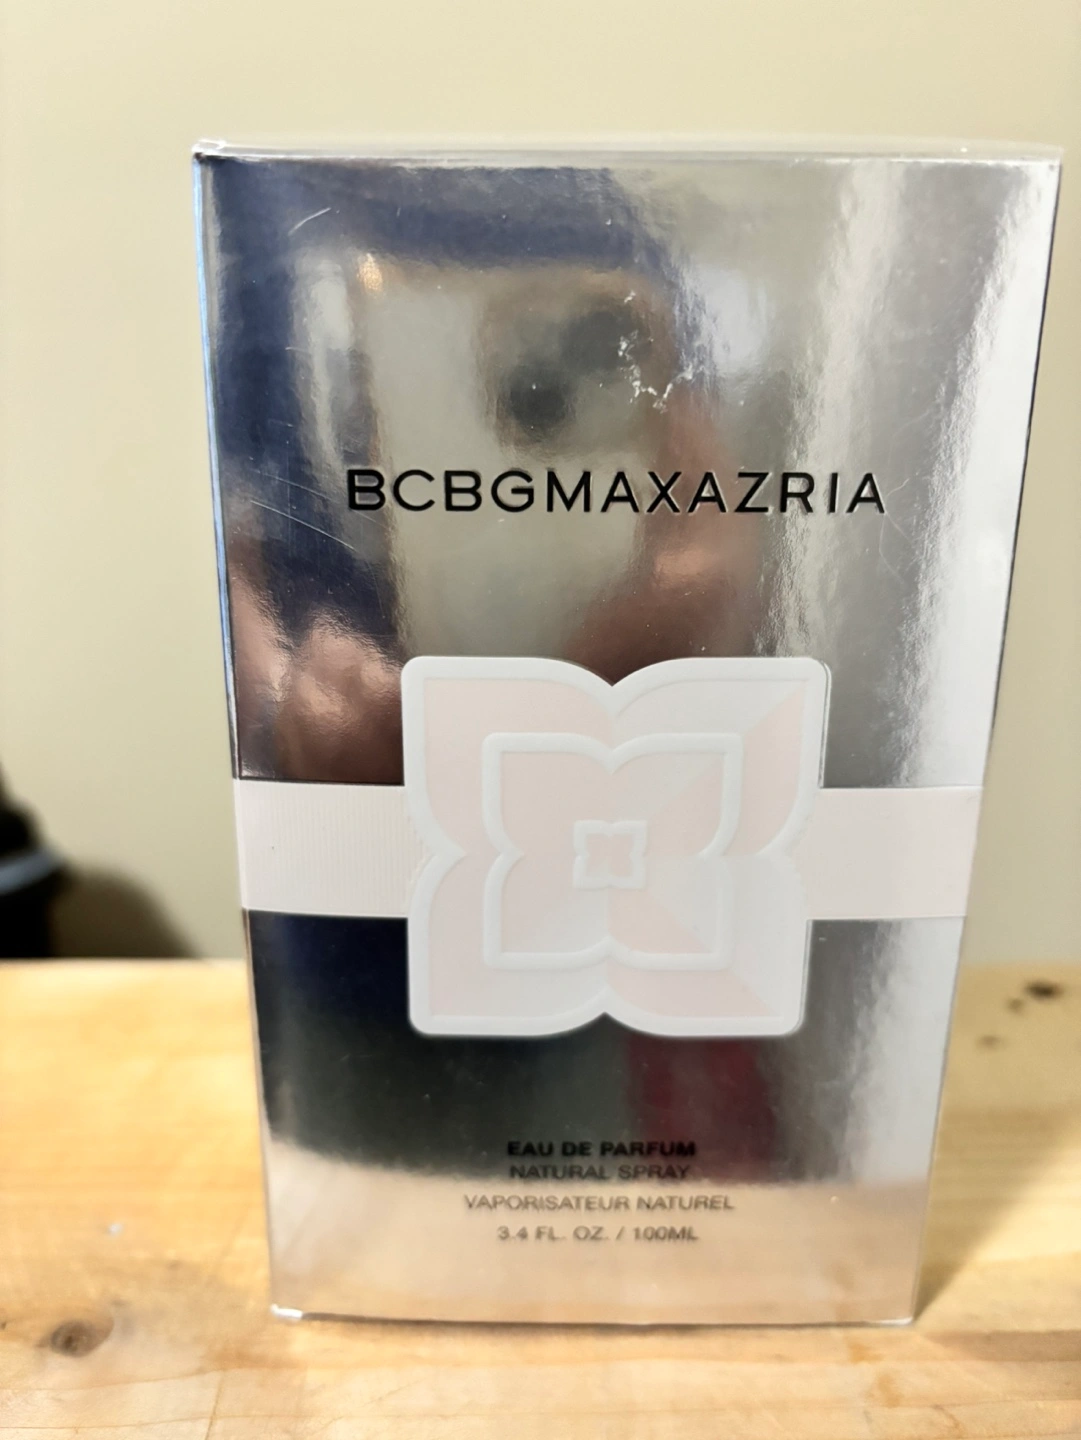 BCBGMAXAZRIA
EAU DE PARFUM
NATURAL SPRAY
VAPORISATEUR NATUREL
3.4 FL. OZ. / 100ML